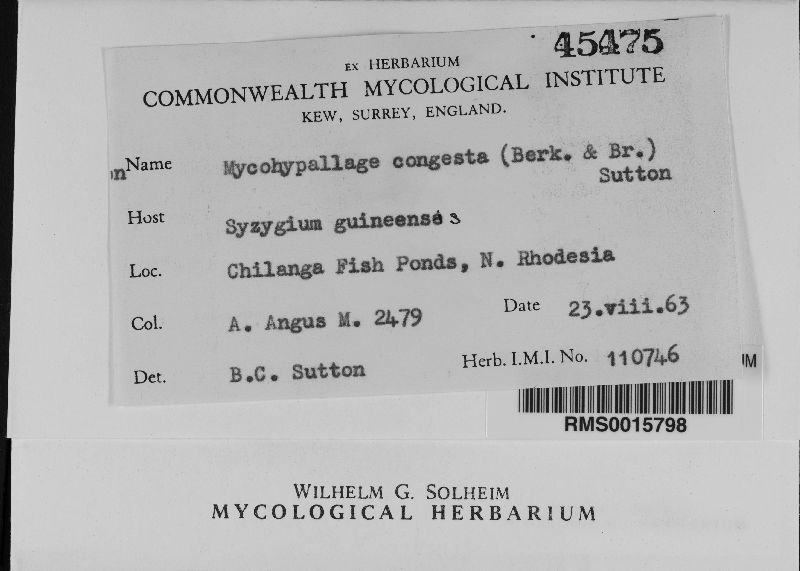 45475
EX HERBARIUM
COMMONWEALTH MYCOLOGICAL INSTITUTE
KEW, SURREY, ENGLAND.
Name Mycohypallage congesta (Berk. & Br.)
Sutton
Host Syzygium guineense
Loc. Chilanga Fish Ponds, N. Rhodesia
Col. A. Angus M. 2479 Date 23.viii.63
Det. B.C. Sutton Herb. I.M.I. No. 110746
RMS0015798
WILHELM G. SOLHEIM
MYCOLOGICAL HERBARIUM